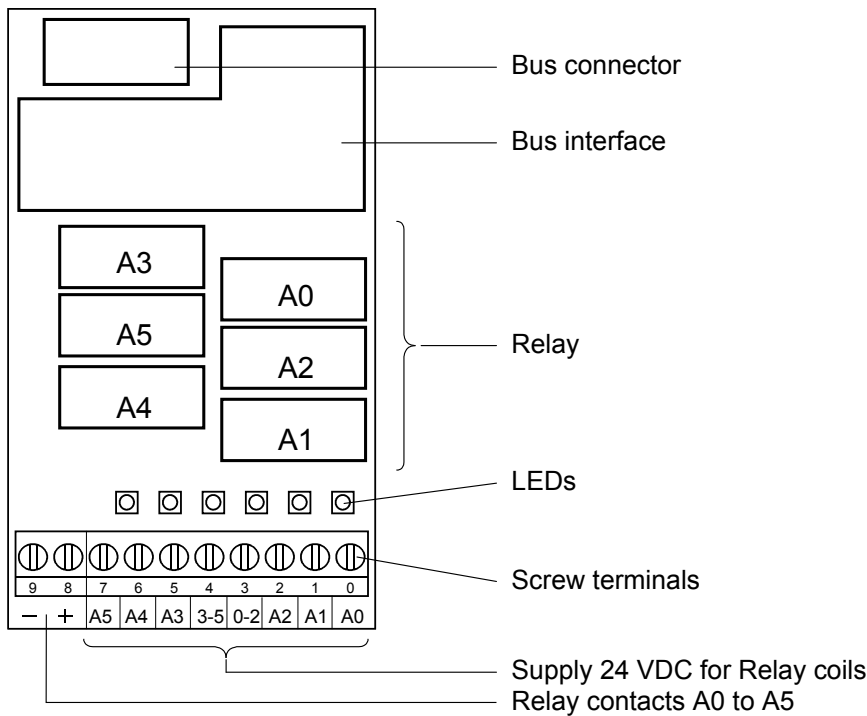 Bus connector
Bus interface
A3
A0
A5
Relay
A2
A4
A1
LEDs
Screw terminals
9 8 7 6 5 4 3 2 1 0
– + A5 A4 A3 3-5 0-2 A2 A1 A0
Supply 24 VDC for Relay coils
Relay contacts A0 to A5